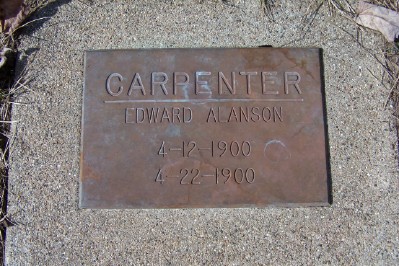 CARPENTER
EDWARD ALANSON
4-12-1900
4-22-1900